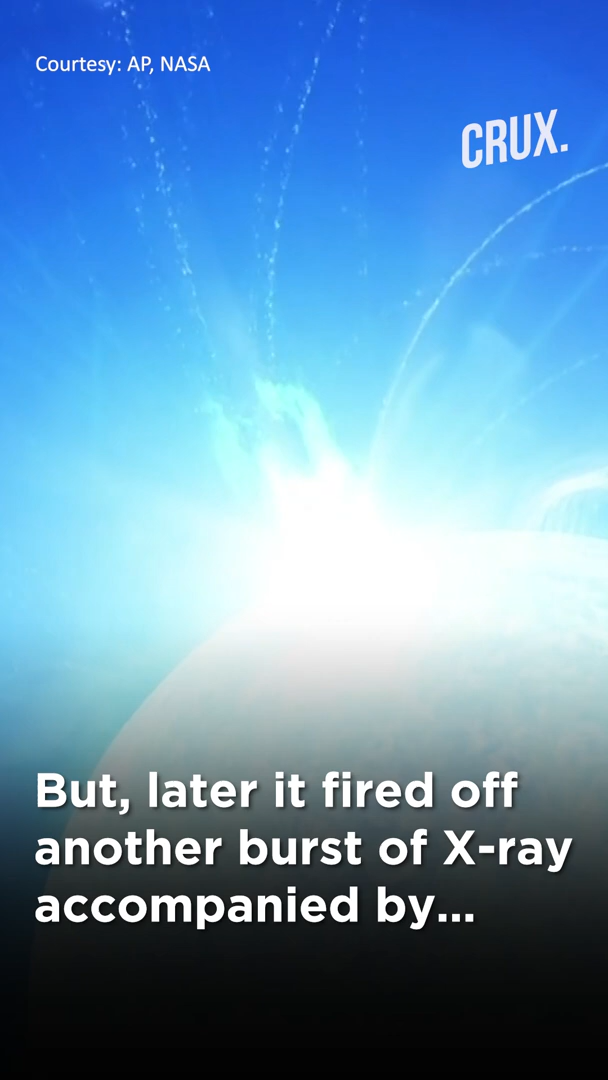 Courtesy: AP, NASA
CRUX.
But, later it fired off
another burst of X-ray
accompanied by...